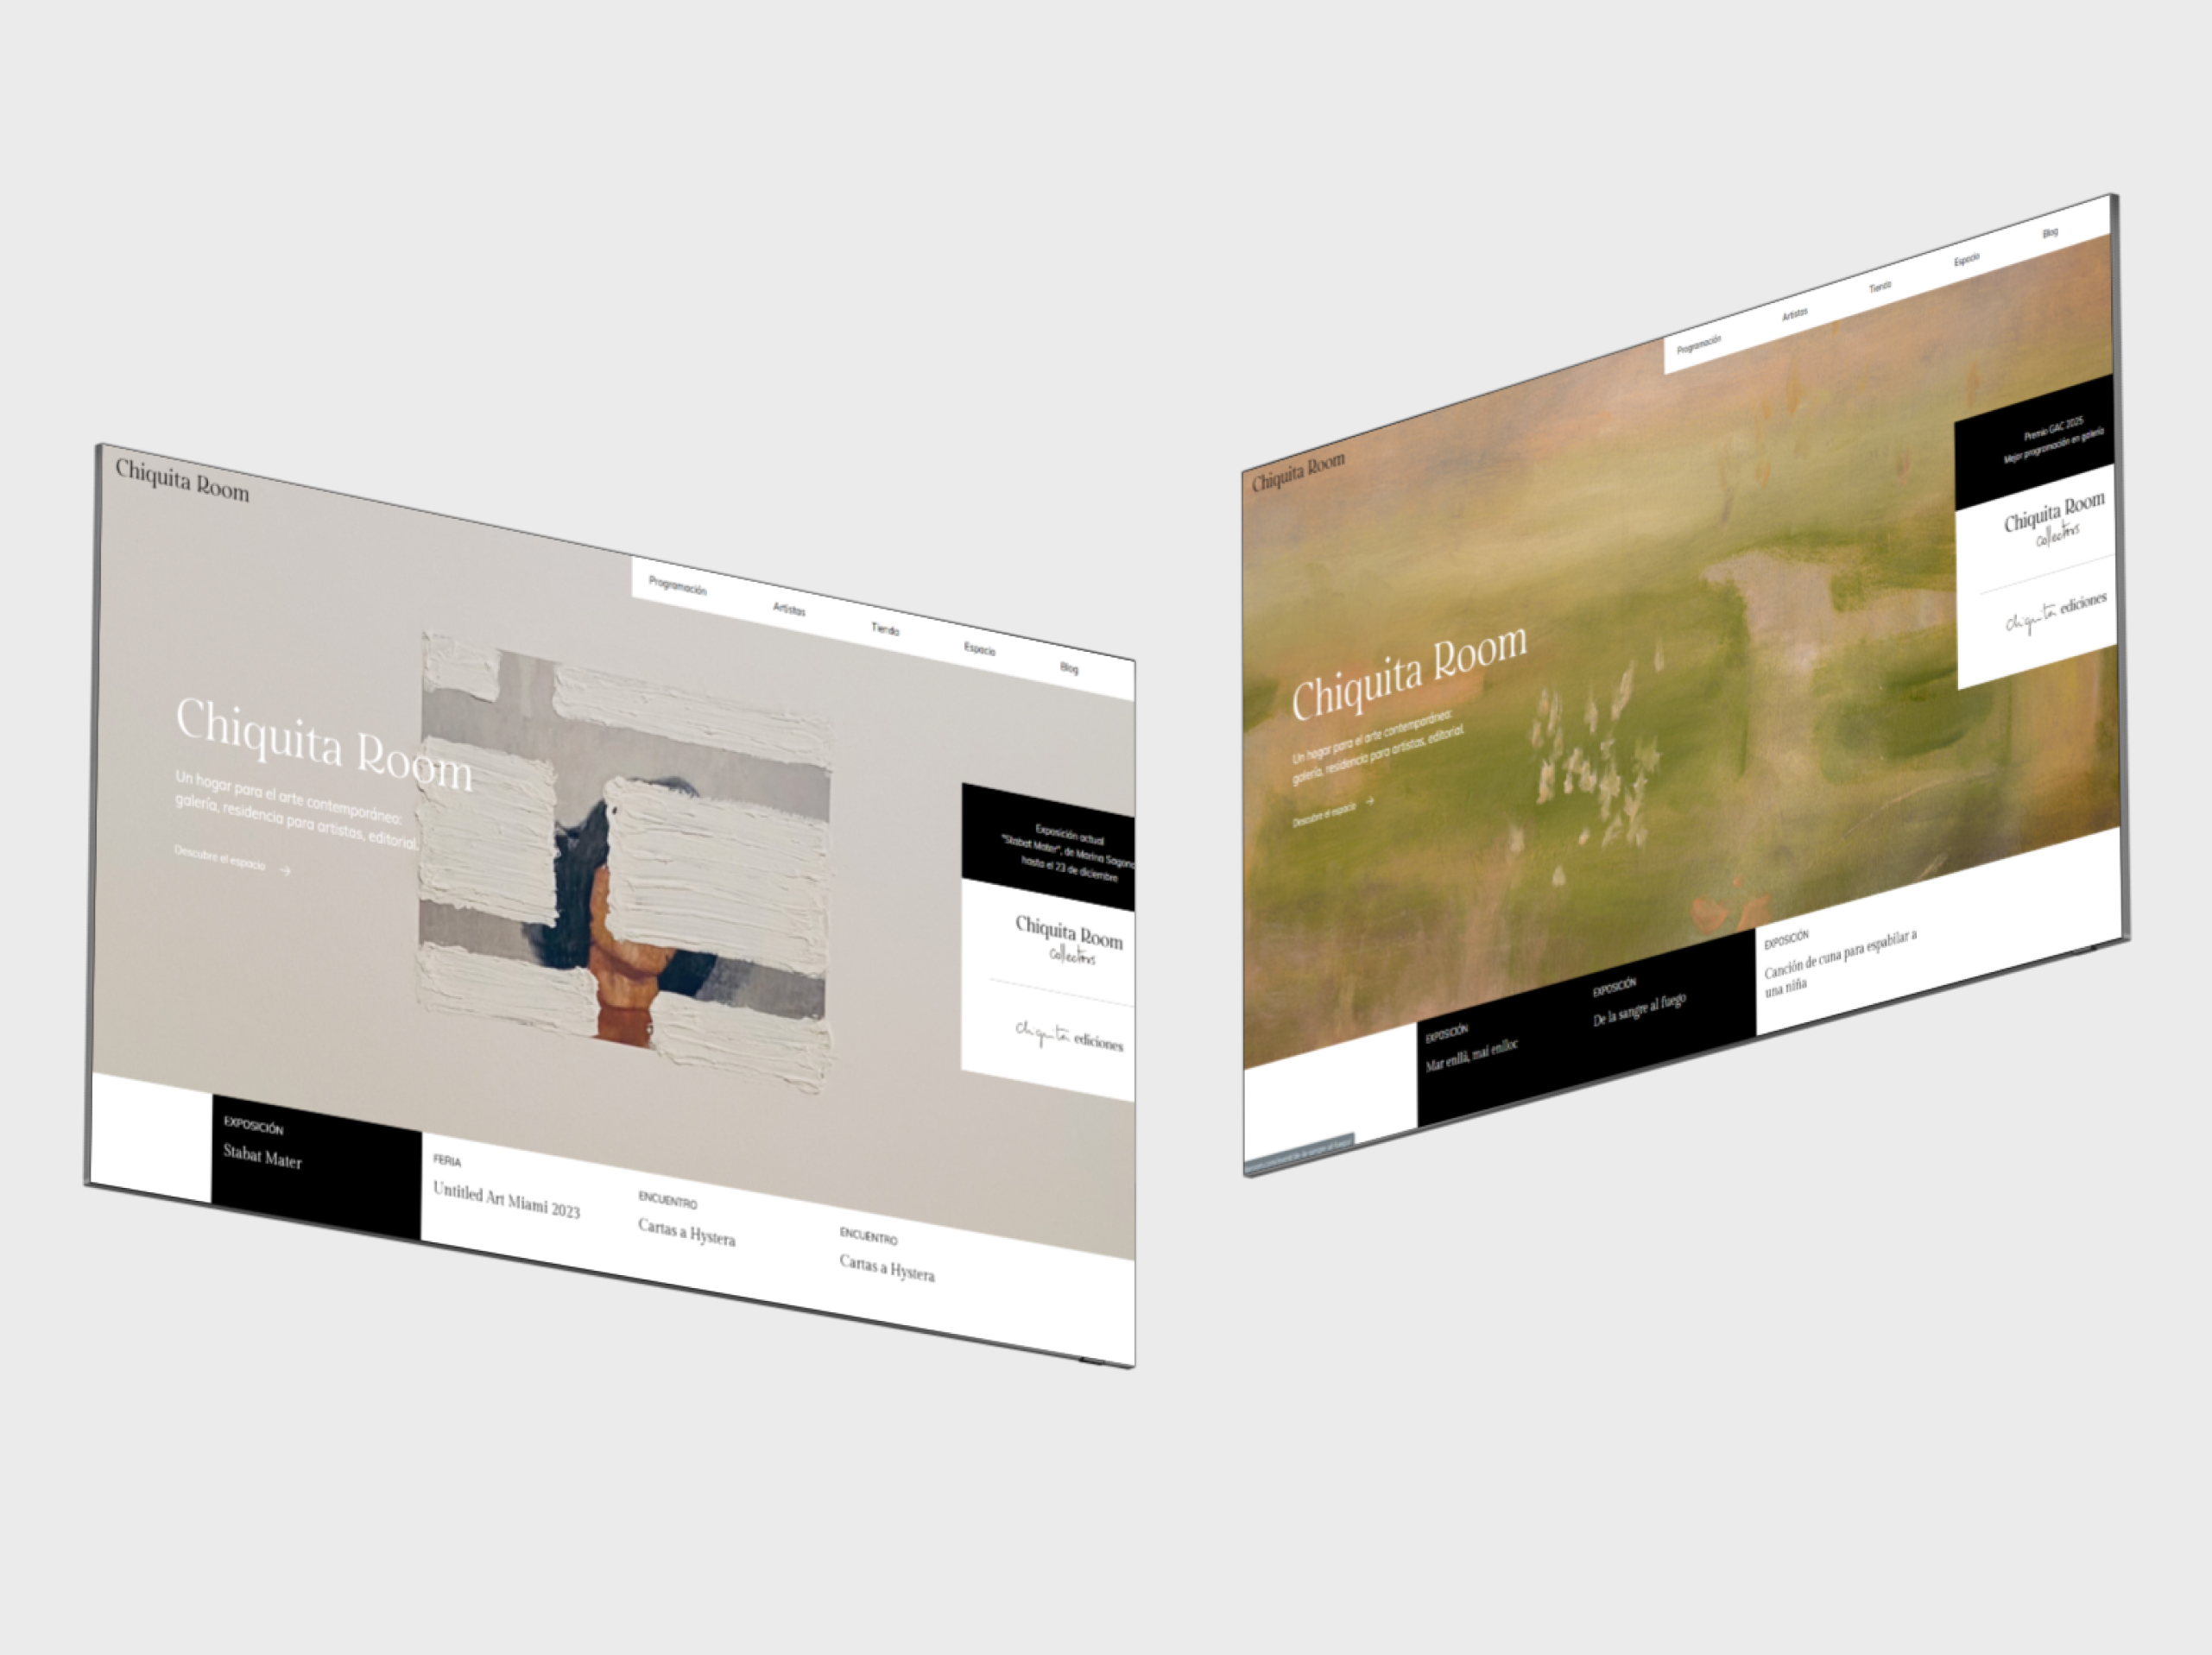 Chiquita Room
Programación
Artistas
Tienda
Espacio
Blog
Chiquita Room
Un hogar para el arte contemporáneo:
galería, residencia para artistas, editorial.
Descubre el espacio →
Exposición actual
"Stabat Mater", de Marina
hasta el 23 de diciembre
Chiquita Room
collectors
chiquita ediciones
EXPOSICIÓN
Stabat Mater
FERIA
Untitled Art Miami 2023
ENCUENTRO
Cartas a Hystera
ENCUENTRO
Cartas a Hystera
Chiquita Room
Programación
Artistas
Tienda
Espacio
Blog
Chiquita Room
Un hogar para el arte contemporáneo:
galería, residencia para artistas, editorial.
Descubre el espacio →
Premio GAC 2025
Mejor programación en galería
Chiquita Room
collectors
chiquita ediciones
EXPOSICIÓN
Mar enllà, mai enlloc
EXPOSICIÓN
De la sangre al fuego
EXPOSICIÓN
Canción de cuna para espabilar a
una niña